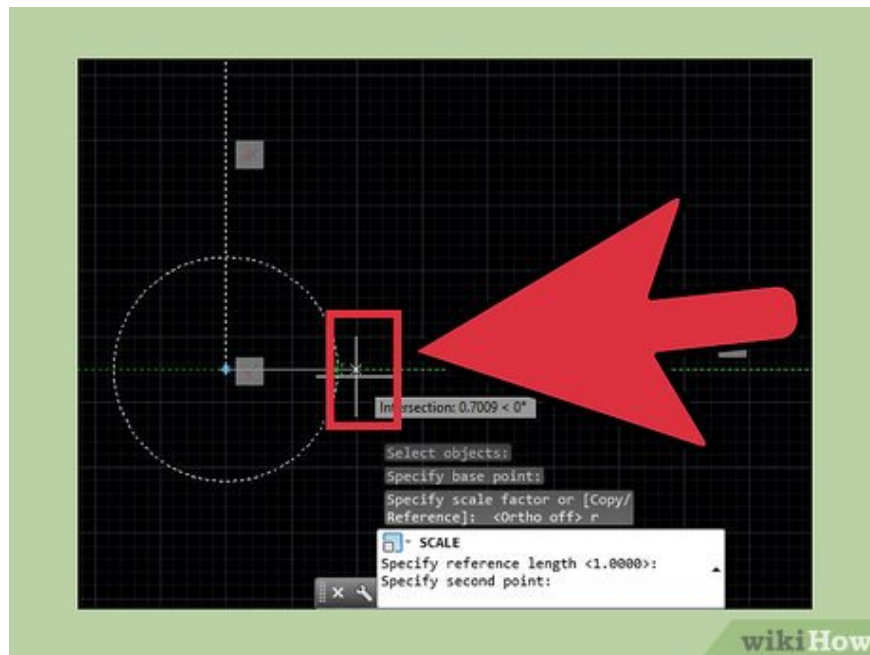 Intersection: 0.7009 < 0°
Select objects:
Specify base point:
Specify scale factor or [Copy/
Reference]: <Ortho off> r
SCALE
Specify reference length <1.0000>:
Specify second point:
wikiHow